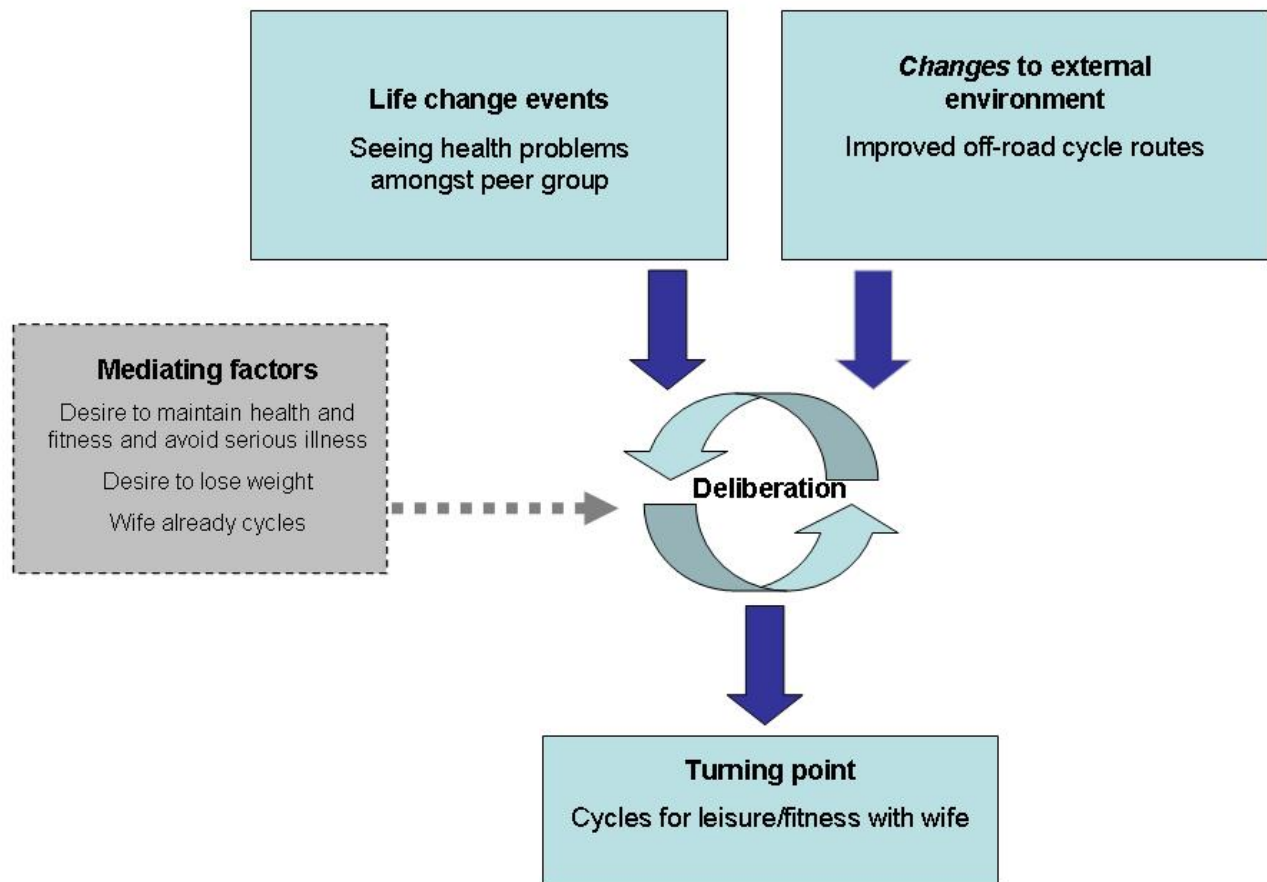 Life change events
Seeing health problems
amongst peer group
Changes to external
environment
Improved off-road cycle routes
Mediating factors
Desire to maintain health and
fitness and avoid serious illness
Desire to lose weight
Wife already cycles
Deliberation
Turning point
Cycles for leisure/fitness with wife